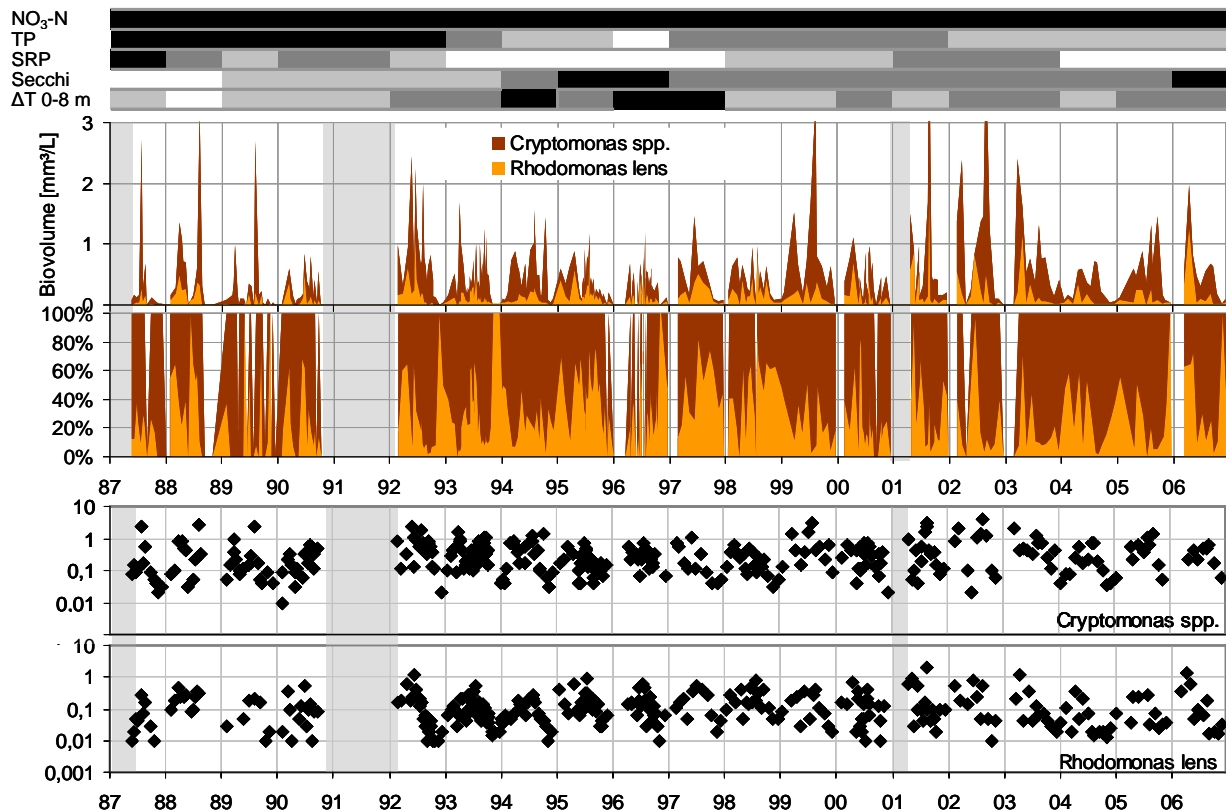 NO₃-N
TP
SRP
Secchi
ΔT 0-8 m
Biovolume [mm³/L]
3
2
1
0
Cryptomonas spp.
Rhodomonas lens
100%
80%
60%
40%
20%
0%
87 88 89 90 91 92 93 94 95 96 97 98 99 00 01 02 03 04 05 06
10
1
0,1
0.01
Cryptomonas spp.
10
1
0,1
0,01
0,001
Rhodomonas lens
87 88 89 90 91 92 93 94 95 96 97 98 99 00 01 02 03 04 05 06